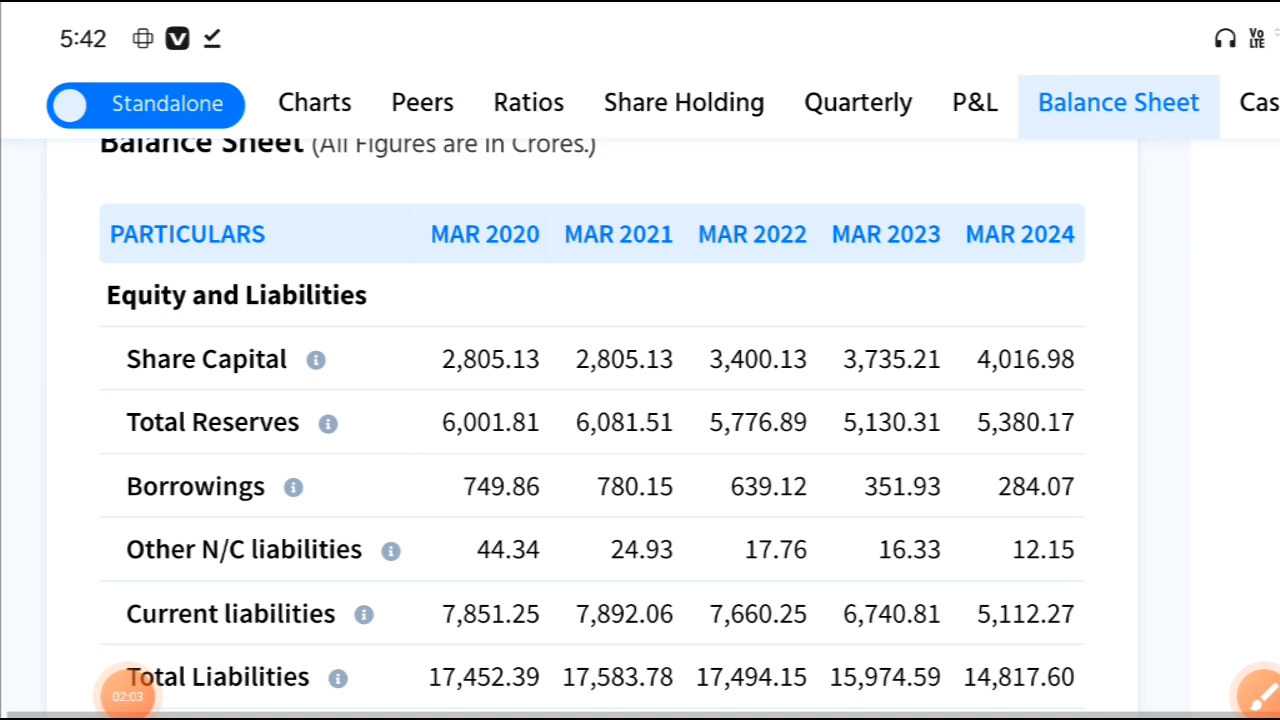 5:42 Vo LTE
Standalone Charts Peers Ratios Share Holding Quarterly P&L Balance Sheet Cas
Balance Sheet (All Figures are in Crores.)
PARTICULARS MAR 2020 MAR 2021 MAR 2022 MAR 2023 MAR 2024
Equity and Liabilities
Share Capital 2,805.13 2,805.13 3,400.13 3,735.21 4,016.98
Total Reserves 6,001.81 6,081.51 5,776.89 5,130.31 5,380.17
Borrowings 749.86 780.15 639.12 351.93 284.07
Other N/C liabilities 44.34 24.93 17.76 16.33 12.15
Current liabilities 7,851.25 7,892.06 7,660.25 6,740.81 5,112.27
Total Liabilities 17,452.39 17,583.78 17,494.15 15,974.59 14,817.60
02:03